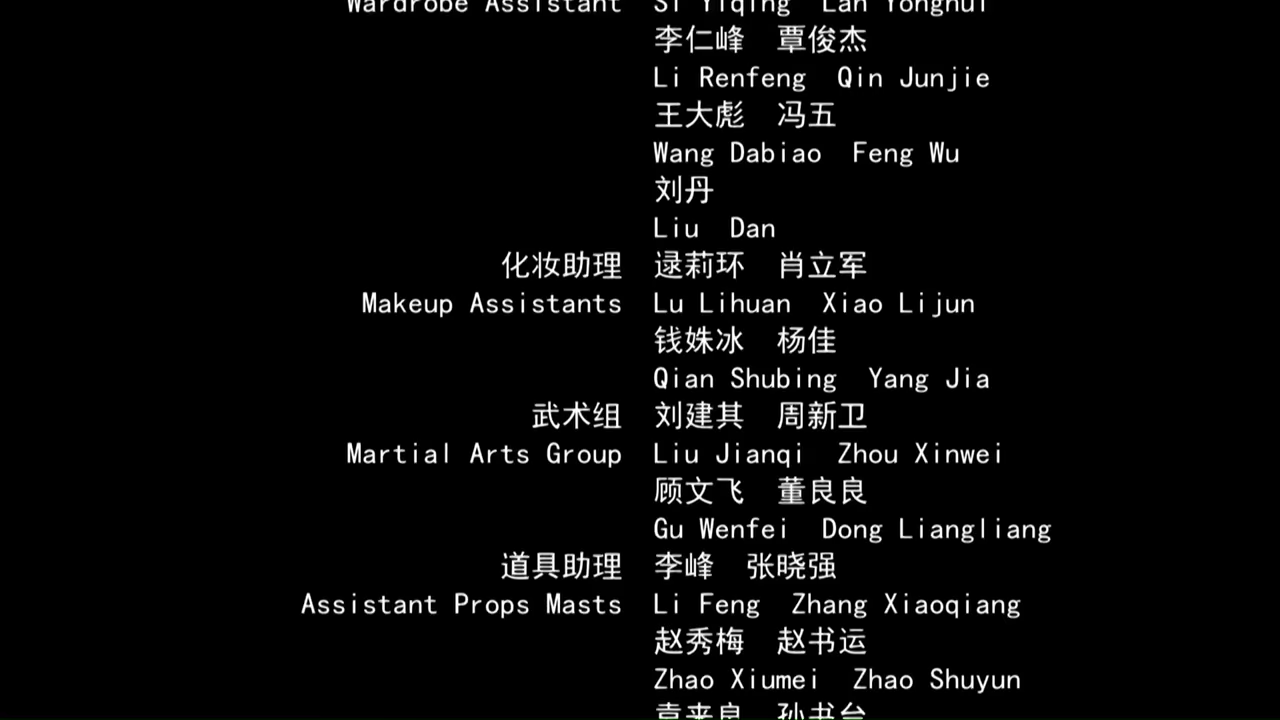 Wardrobe Assistant Si Yiqing Lan Yonghui
李仁峰 覃俊杰
Li Renfeng Qin Junjie
王大彪 冯五
Wang Dabiao Feng Wu
刘丹
Liu Dan
化妆助理 逯莉环 肖立军
Makeup Assistants Lu Lihuan Xiao Lijun
钱姝冰 杨佳
Qian Shubing Yang Jia
武术组 刘建其 周新卫
Martial Arts Group Liu Jianqi Zhou Xinwei
顾文飞 董良良
Gu Wenfei Dong Liangliang
道具助理 李峰 张晓强
Assistant Props Masts Li Feng Zhang Xiaoqiang
赵秀梅 赵书运
Zhao Xiumei Zhao Shuyun